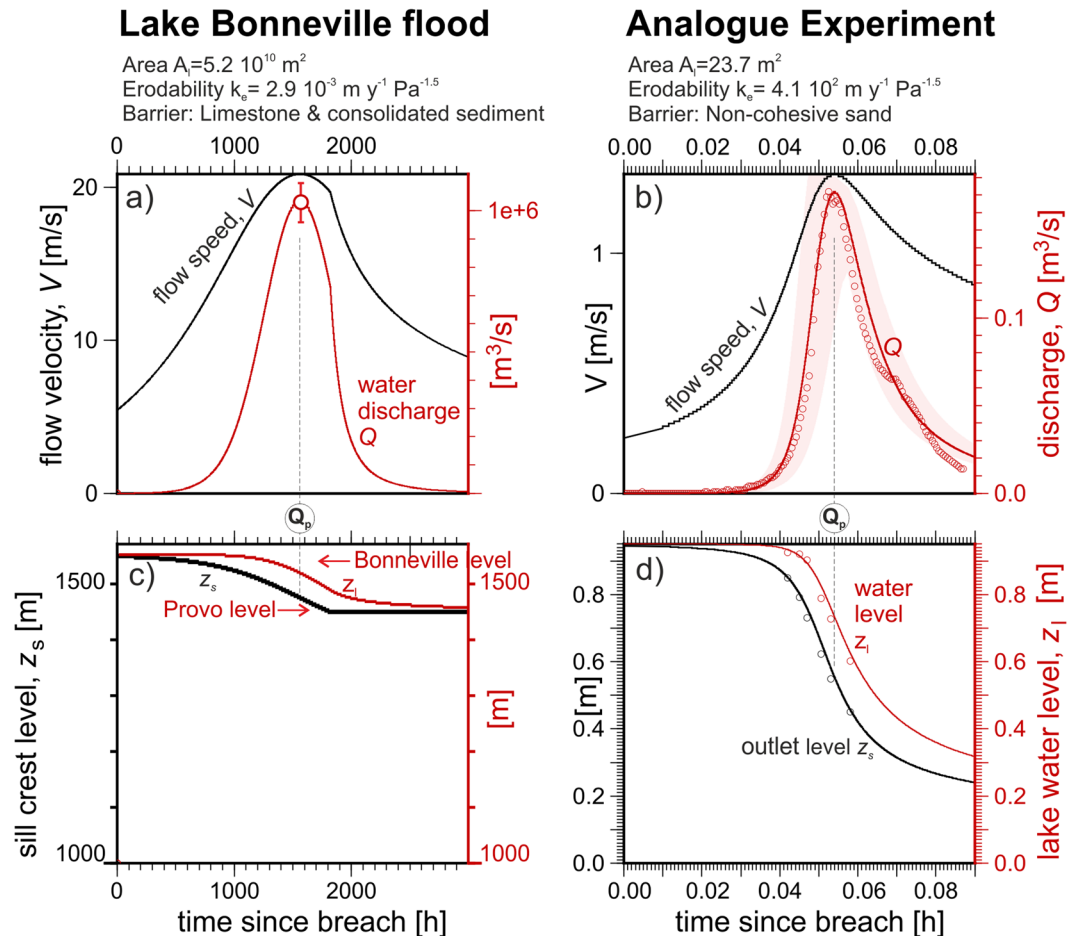 Lake Bonneville flood
Area Aₗ=5.2 10¹⁰ m²
Erodability kₑ= 2.9 10⁻³ m y⁻¹ Pa⁻¹·⁵
Barrier: Limestone & consolidated sediment
0 1000 2000
a)
20
10
0
flow velocity, V [m/s]
flow speed, V
1e+6
[m³/s]
water
discharge
Q
Qₚ
Analogue Experiment
Area Aₗ=23.7 m²
Erodability kₑ= 4.1 10² m y⁻¹ Pa⁻¹·⁵
Barrier: Non-cohesive sand
0.00 0.02 0.04 0.06 0.08
b)
1
0
V [m/s]
flow speed, V
Q
0.1
0.0
discharge, Q [m³/s]
Qₚ
c)
1500
1000
sill crest level, zₛ [m]
zₛ
Bonneville level
zₗ
Provo level
1500
1000
[m]
0 1000 2000
time since breach [h]
d)
0.8
0.6
0.4
0.2
0.0
[m]
water
level
zₗ
outlet level zₛ
0.8
0.6
0.4
0.2
0.0
lake water level, zₗ [m]
0.00 0.02 0.04 0.06 0.08
time since breach [h]